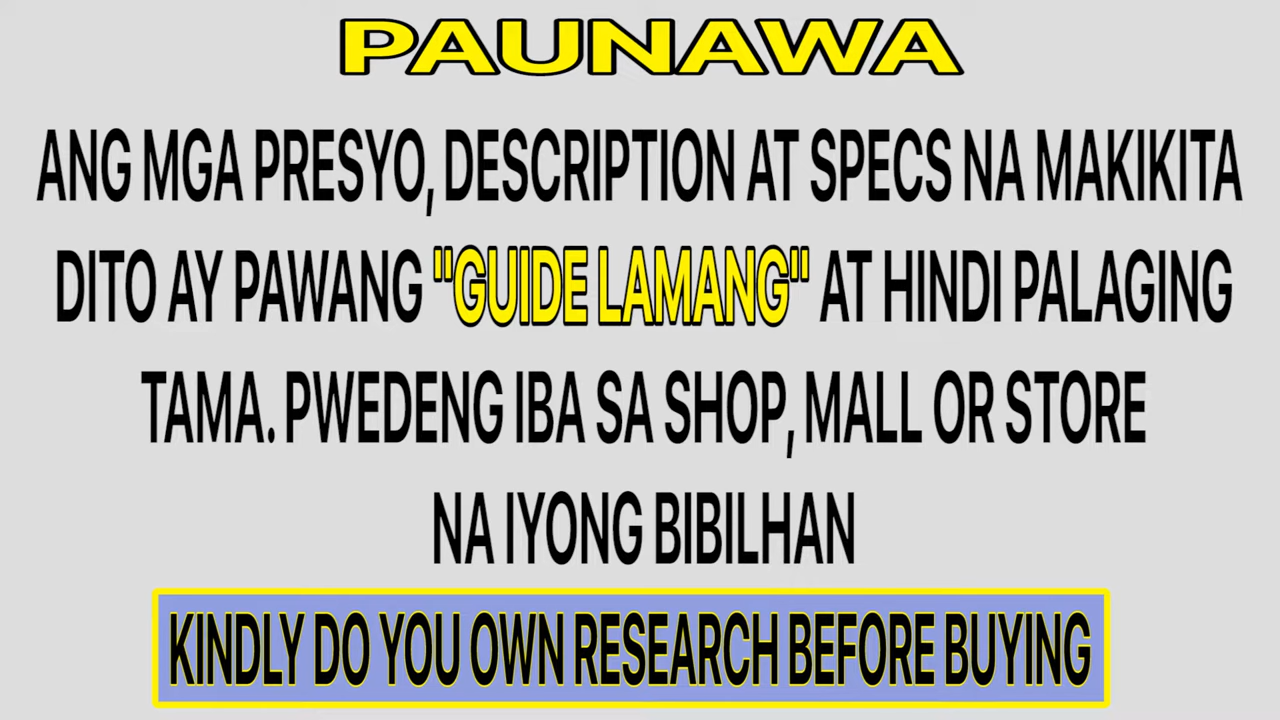 PAUNAWA
ANG MGA PRESYO, DESCRIPTION AT SPECS NA MAKIKITA
DITO AY PAWANG "GUIDE LAMANG" AT HINDI PALAGING
TAMA. PWEDENG IBA SA SHOP, MALL OR STORE
NA IYONG BIBILHAN
KINDLY DO YOU OWN RESEARCH BEFORE BUYING